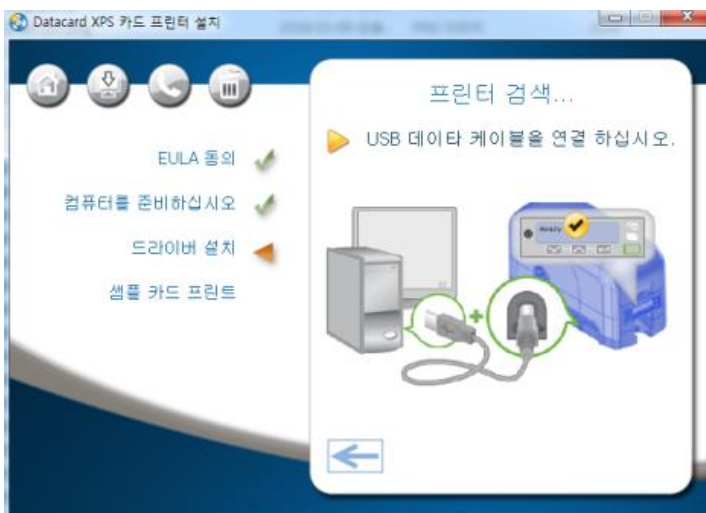 Datacard XPS 카드 프린터 설치
EULA 동의
컴퓨터를 준비하십시오
드라이버 설치
샘플 카드 프린트
프린터 검색...
USB 데이타 케이블을 연결 하십시오.
Ready